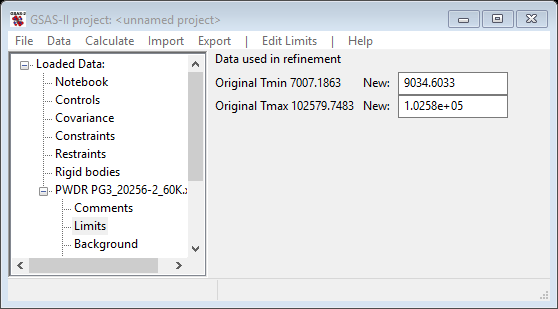 GSAS-II project: <unnamed project>
File Data Calculate Import Export | Edit Limits | Help
Loaded Data:
Data used in refinement
Notebook
Original Tmin 7007.1863 New: 9034.6033
Controls
Original Tmax 102579.7483 New: 1.0258e+05
Covariance
Constraints
Restraints
Rigid bodies
PWDR PG3_20256-2_60K.x
Comments
Limits
Background